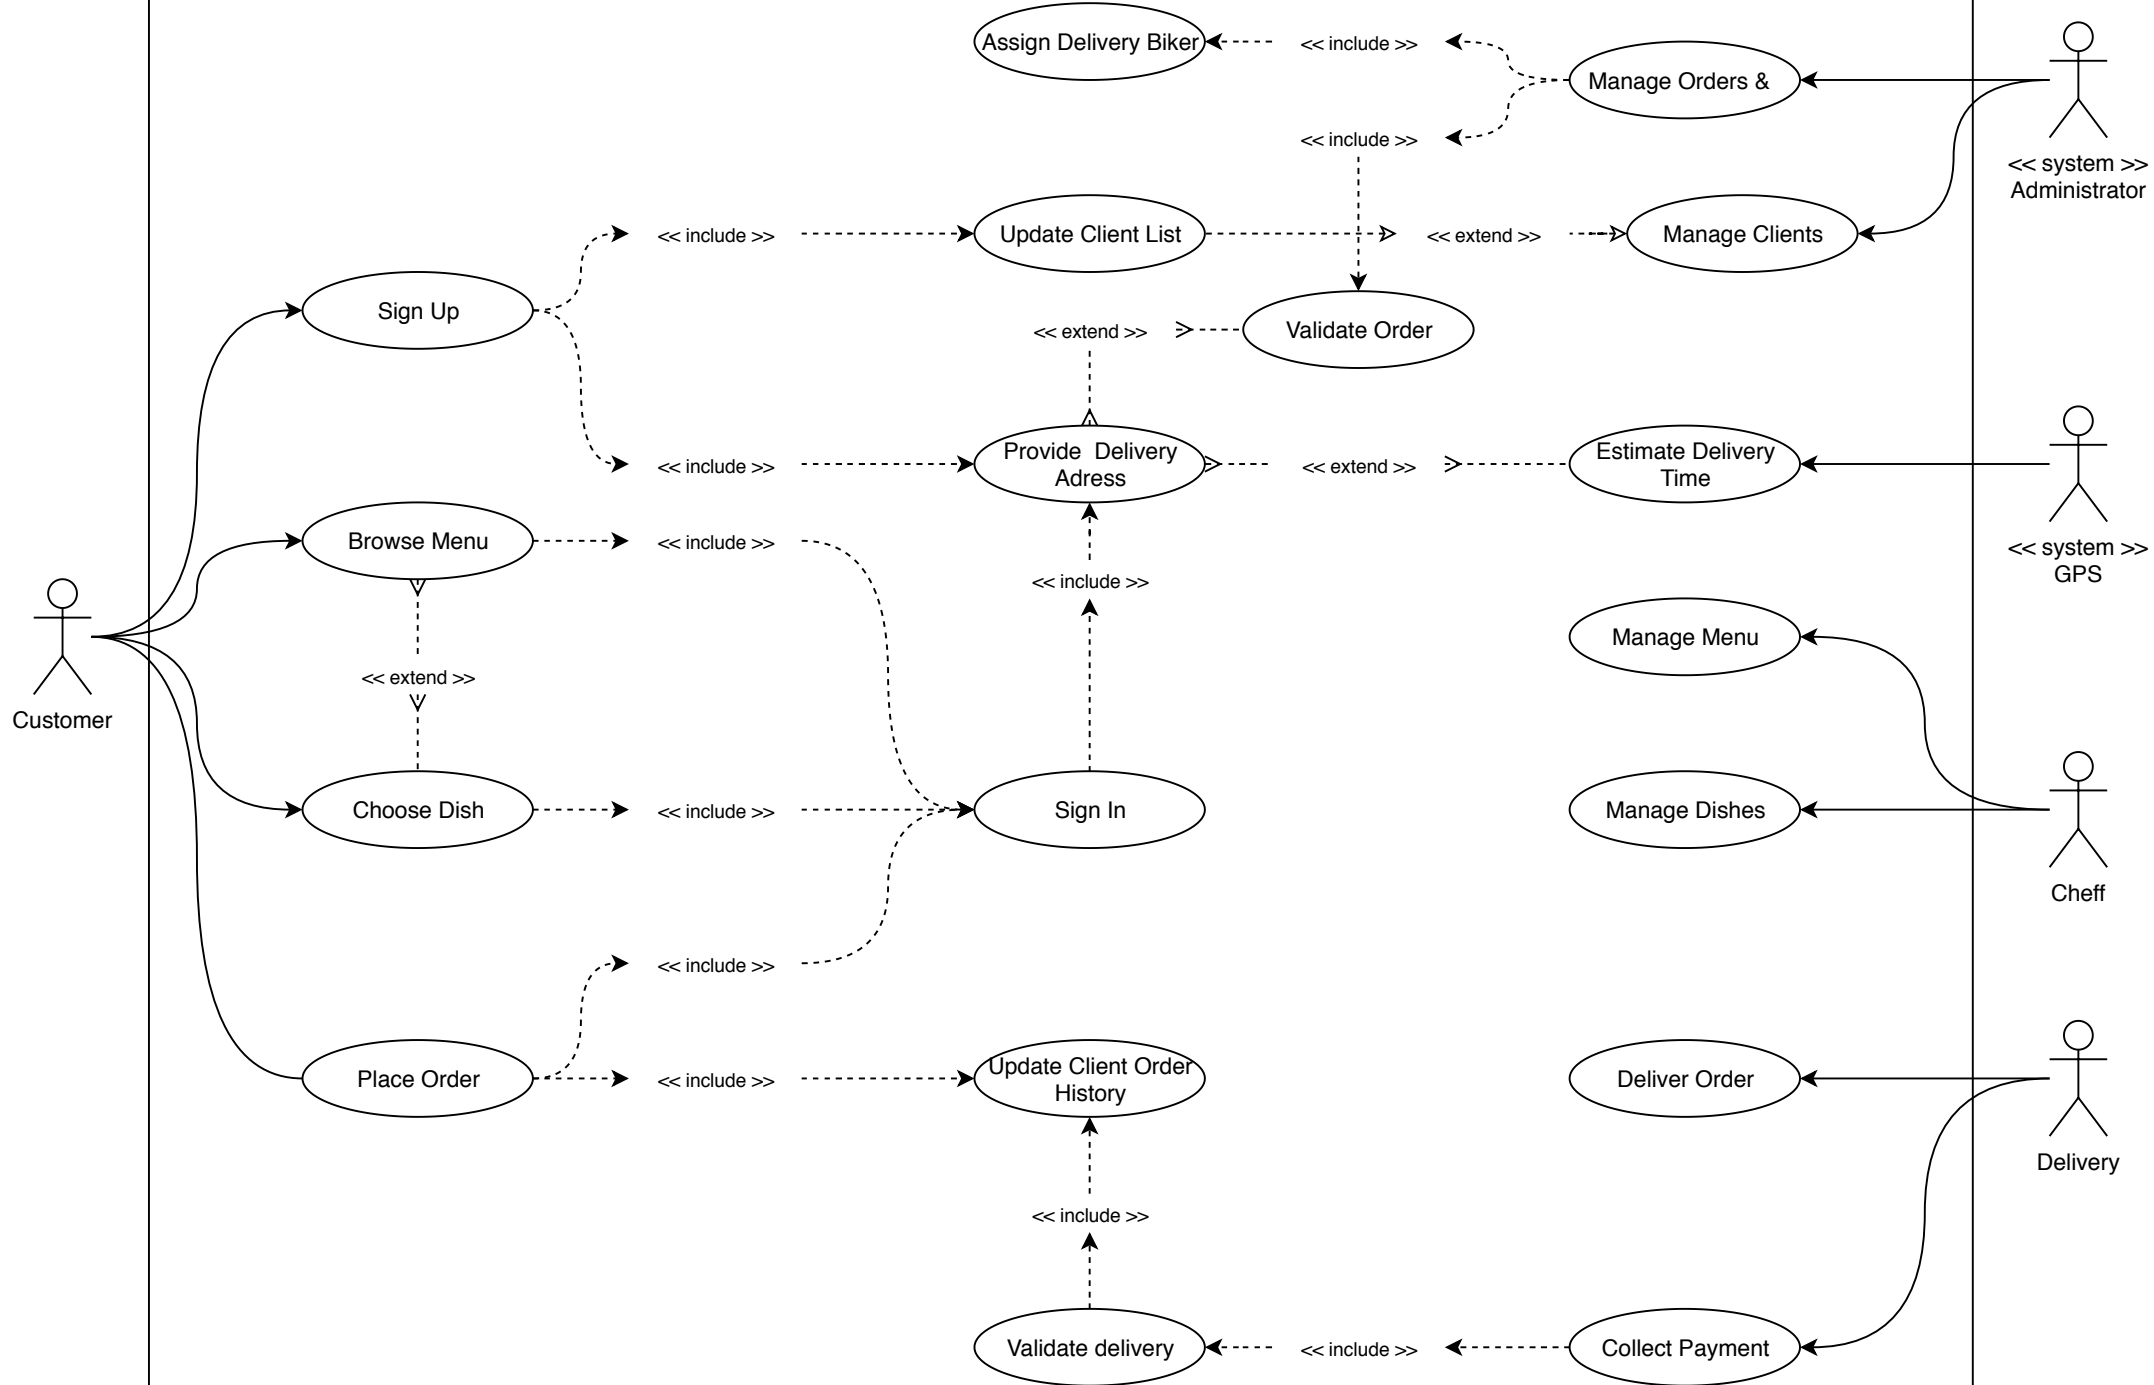 Assign Delivery Biker
<< include >>
Manage Orders &
<< include >>
<< system >>
Administrator
<< include >>
Update Client List
<< extend >>
Manage Clients
Sign Up
<< extend >>
Validate Order
<< include >>
Provide  Delivery
Adress
<< extend >>
Estimate Delivery
Time
<< system >>
GPS
Browse Menu
<< include >>
<< include >>
Manage Menu
<< extend >>
Customer
Choose Dish
<< include >>
Sign In
Manage Dishes
Cheff
<< include >>
Place Order
<< include >>
Update Client Order
History
Deliver Order
Delivery
<< include >>
Validate delivery
<< include >>
Collect Payment